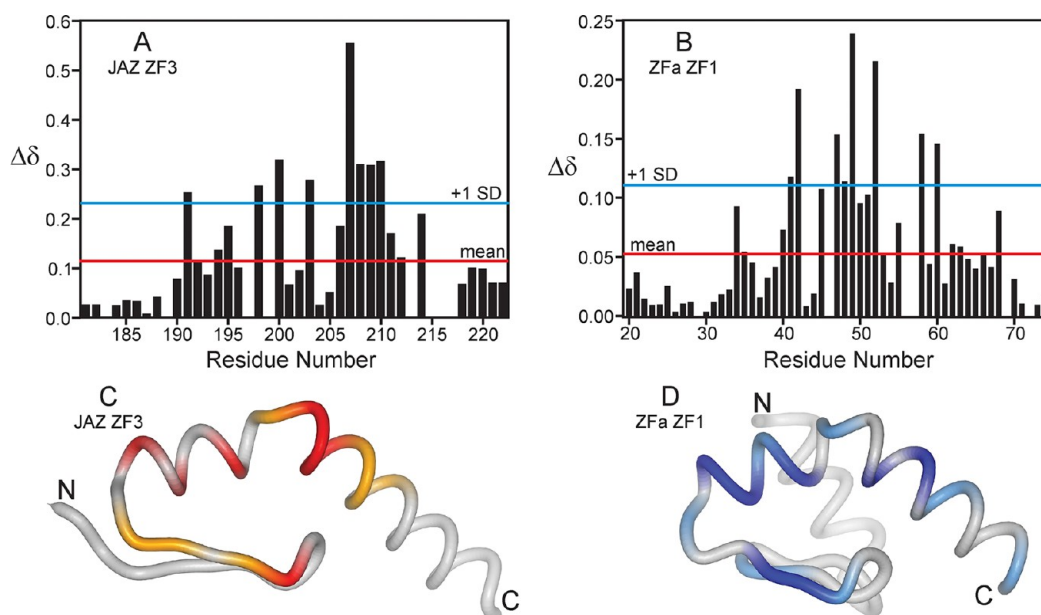 A
JAZ ZF3
0.6
0.5
0.4
0.3
0.2
0.1
0.0
Δδ
+1 SD
mean
185 190 195 200 205 210 215 220
Residue Number
B
ZFa ZF1
0.25
0.20
0.15
0.10
0.05
0.00
Δδ
+1 SD
mean
20 30 40 50 60 70
Residue Number
C
JAZ ZF3
N
C
D
ZFa ZF1
N
C